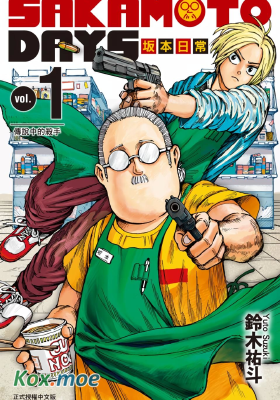 SAKAMOTO
DAYS 坂本日常
vol. 1
傳說中的殺手
Yuto Suzuki
鈴木祐斗
Kox·moe
正式授權中文版